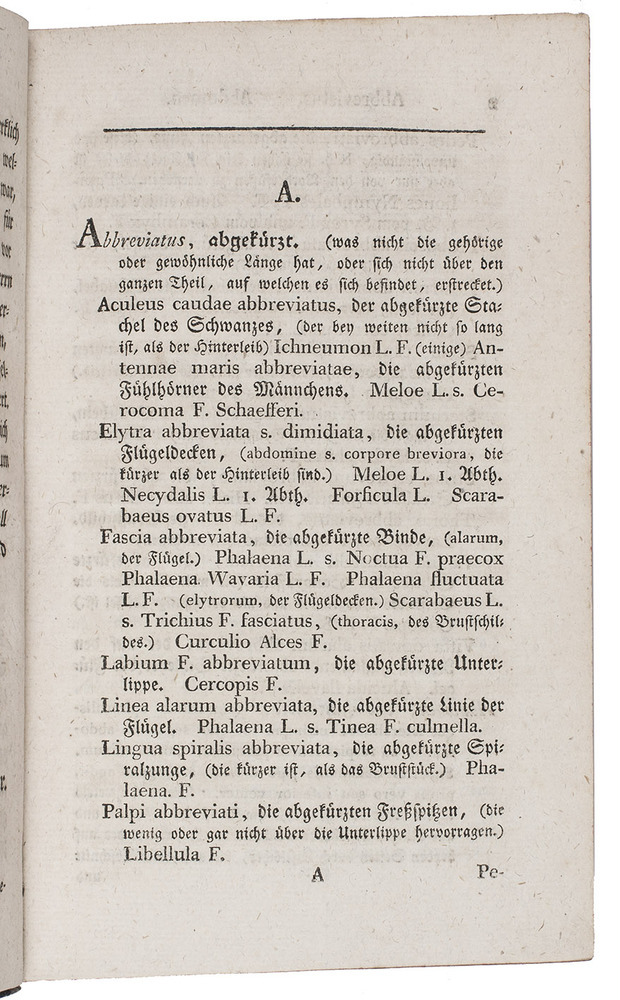 A.
Abbreviatus, abgekürzt. (was nicht die gehörige
oder gewöhnliche Länge hat, oder sich nicht über den
ganzen Theil, auf welchen es sich befindet, erstrecket.)
Aculeus caudae abbreviatus, der abgekürzte Sta-
chel des Schwanzes, (der bey weiten nicht so lang
ist, als der Hinterleib) Ichneumon L. F. (einige) An-
tennae maris abbreviatae, die abgekürzten
Fühlhörner des Männchens. Meloe L. s. Ce-
rocoma F. Schaefferi.
Elytra abbreviata s. dimidiata, die abgekürzten
Flügeldecken, (abdomine s. corpore breviora, die
kürzer als der Hinterleib sind.) Meloe L. 1. Abth.
Necydalis L. 1. Abth. Forficula L. Scara-
baeus ovatus L. F.
Fascia abbreviata, die abgekürzte Binde, (alarum,
der Flügel.) Phalaena L. s. Noctua F. praecox
Phalaena Wavaria L. F. Phalaena fluctuata
L. F. (elytrorum, der Flügeldecken.) Scarabaeus L.
s. Trichius F. fasciatus, (thoracis, des Brustschil-
des.) Curculio Alces F.
Labium F. abbreviatum, die abgekürzte Unter-
lippe. Cercopis F.
Linea alarum abbreviata, die abgekürzte Linie der
Flügel. Phalaena L. s. Tinea F. culmella.
Lingua spiralis abbreviata, die abgekürzte Spi-
ralzunge, (die kürzer ist, als das Bruststück.) Pha-
laena. F.
Palpi abbreviati, die abgekürzten Freßspitzen, (die
wenig oder gar nicht über die Unterlippe hervorragen.)
Libellula F.
A Pe-